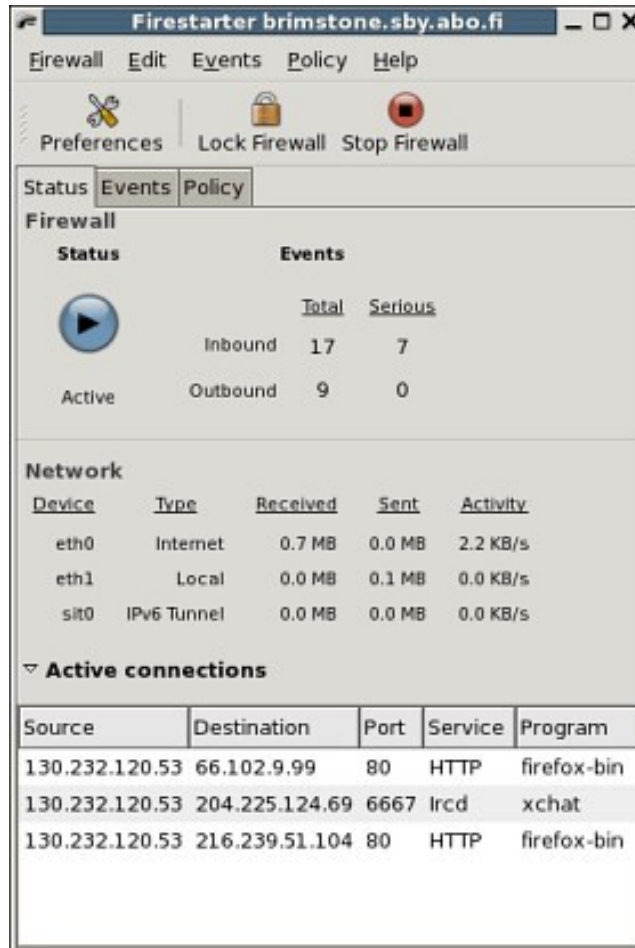 Firestarter brimstone.sby.abo.fi
Firewall Edit Events Policy Help
Preferences Lock Firewall Stop Firewall
Status Events Policy
Firewall
Status Events
Total Serious
Inbound 17 7
Active Outbound 9 0
Network
Device Type Received Sent Activity
eth0 Internet 0.7 MB 0.0 MB 2.2 KB/s
eth1 Local 0.0 MB 0.1 MB 0.0 KB/s
sit0 IPv6 Tunnel 0.0 MB 0.0 MB 0.0 KB/s
Active connections
Source Destination Port Service Program
130.232.120.53 66.102.9.99 80 HTTP firefox-bin
130.232.120.53 204.225.124.69 6667 Ircd xchat
130.232.120.53 216.239.51.104 80 HTTP firefox-bin